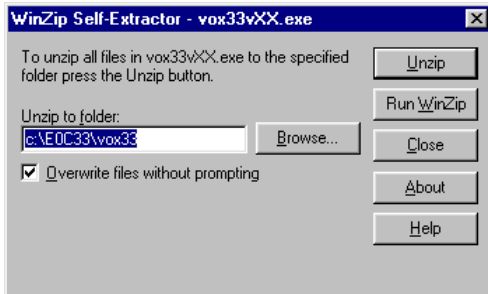 WinZip Self-Extractor - vox33vXX.exe
To unzip all files in vox33vXX.exe to the specified
folder press the Unzip button.
Unzip to folder:
c:\E0C33\vox33
Browse...
Overwrite files without prompting
Unzip
Run WinZip
Close
About
Help